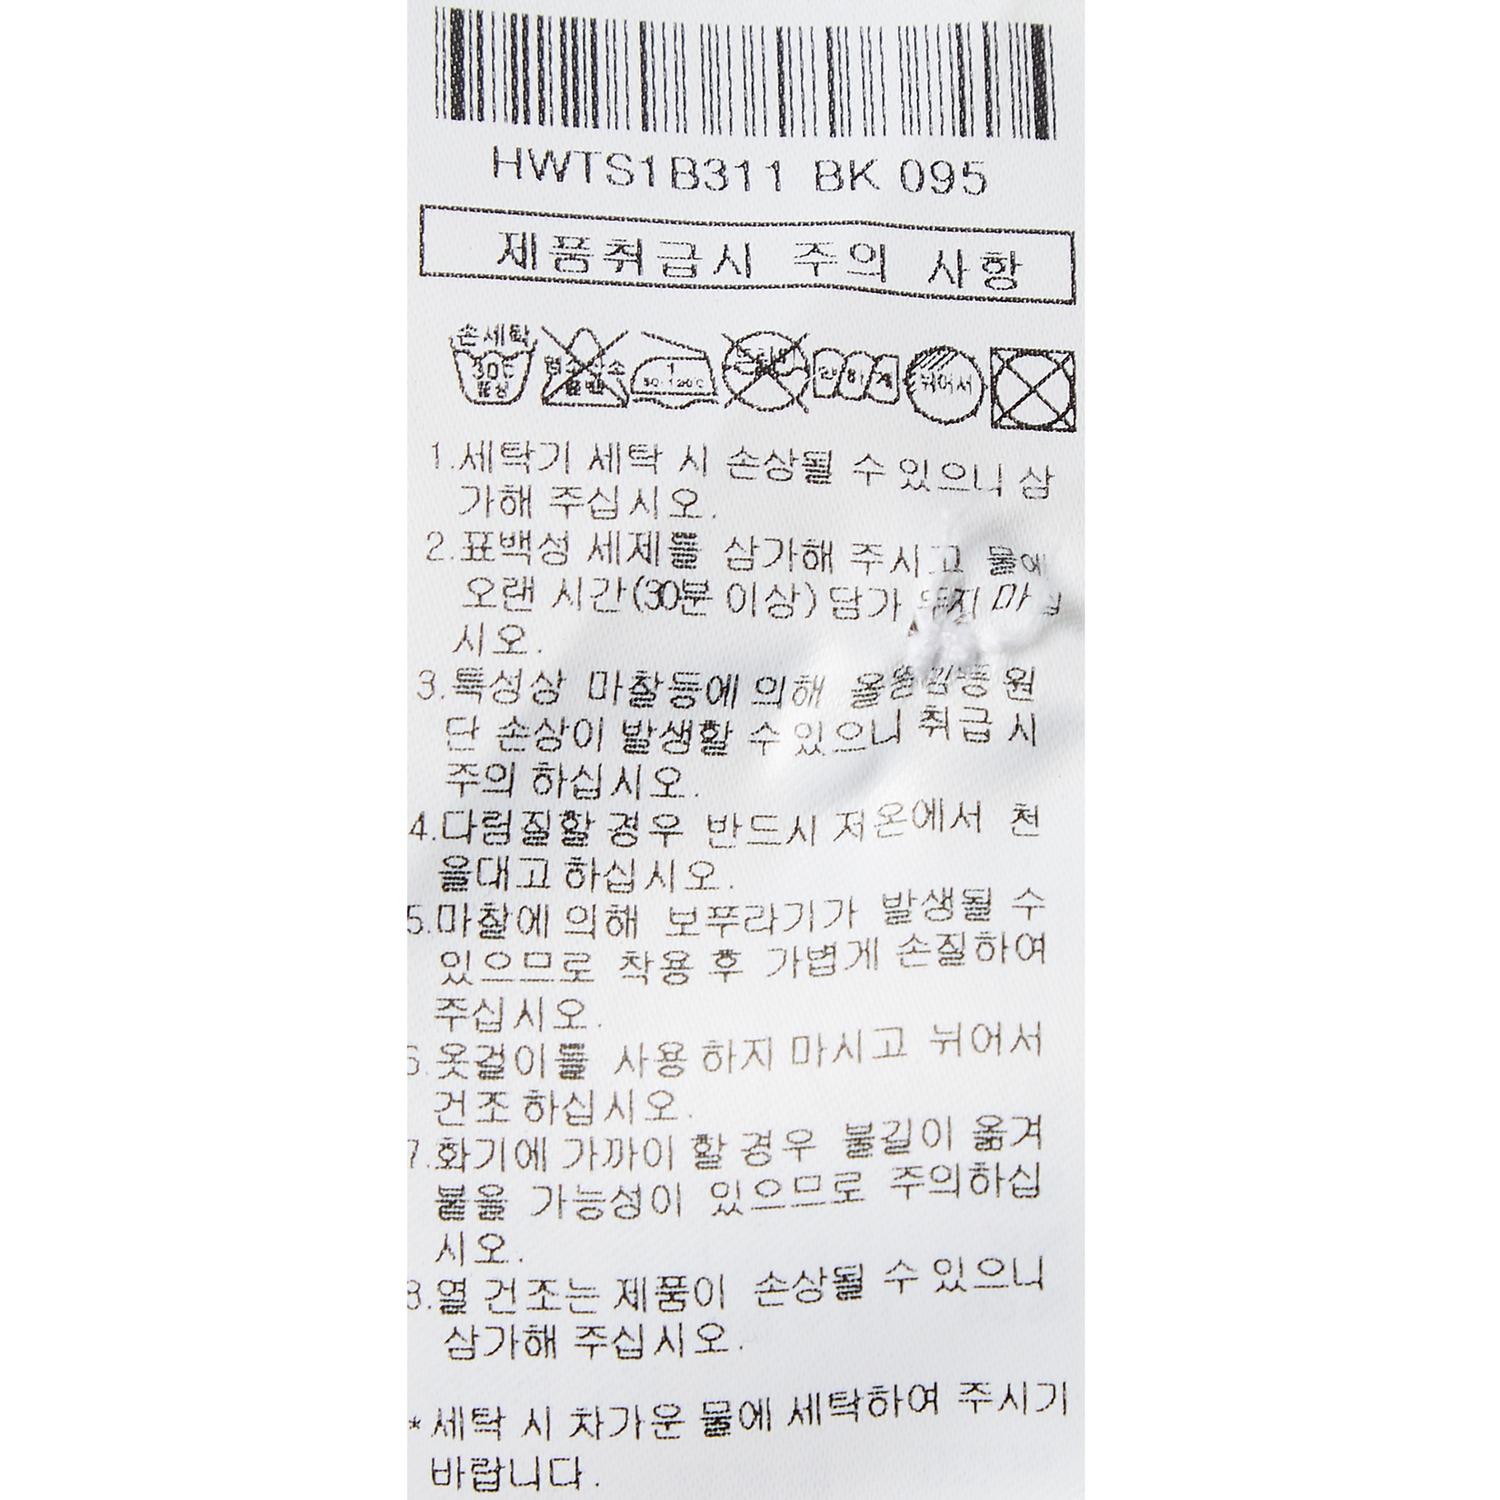 HWTS1B311 BK 095
제품취급시 주의 사항
손세탁
30℃
중성
염소산소
표백
1
80-120℃
드라이
약하게
뉘어서
1.세탁기 세탁 시 손상될 수 있으니 삼
가해 주십시오.
2.표백성 세제를 삼가해 주시고 물에
오랜 시간(30분 이상)담가 두지 마십
시오.
3.특성상 마찰등에 의해 올뜯김등 원
단 손상이 발생할 수 있으니 취급 시
주의 하십시오.
4.다림질할 경우 반드시 저온에서 천
을대고 하십시오.
5.마찰에 의해 보푸라기가 발생될 수
있으므로 착용 후 가볍게 손질하여
주십시오.
6.옷걸이를 사용 하지 마시고 뉘어서
건조 하십시오.
7.화기에 가까이 할 경우 불길이 옮겨
붙을 가능성이 있으므로 주의하십
시오.
8.열 건조는 제품이 손상될 수 있으니
삼가해 주십시오.
*세탁 시 차가운 물에 세탁하여 주시기
바랍니다.